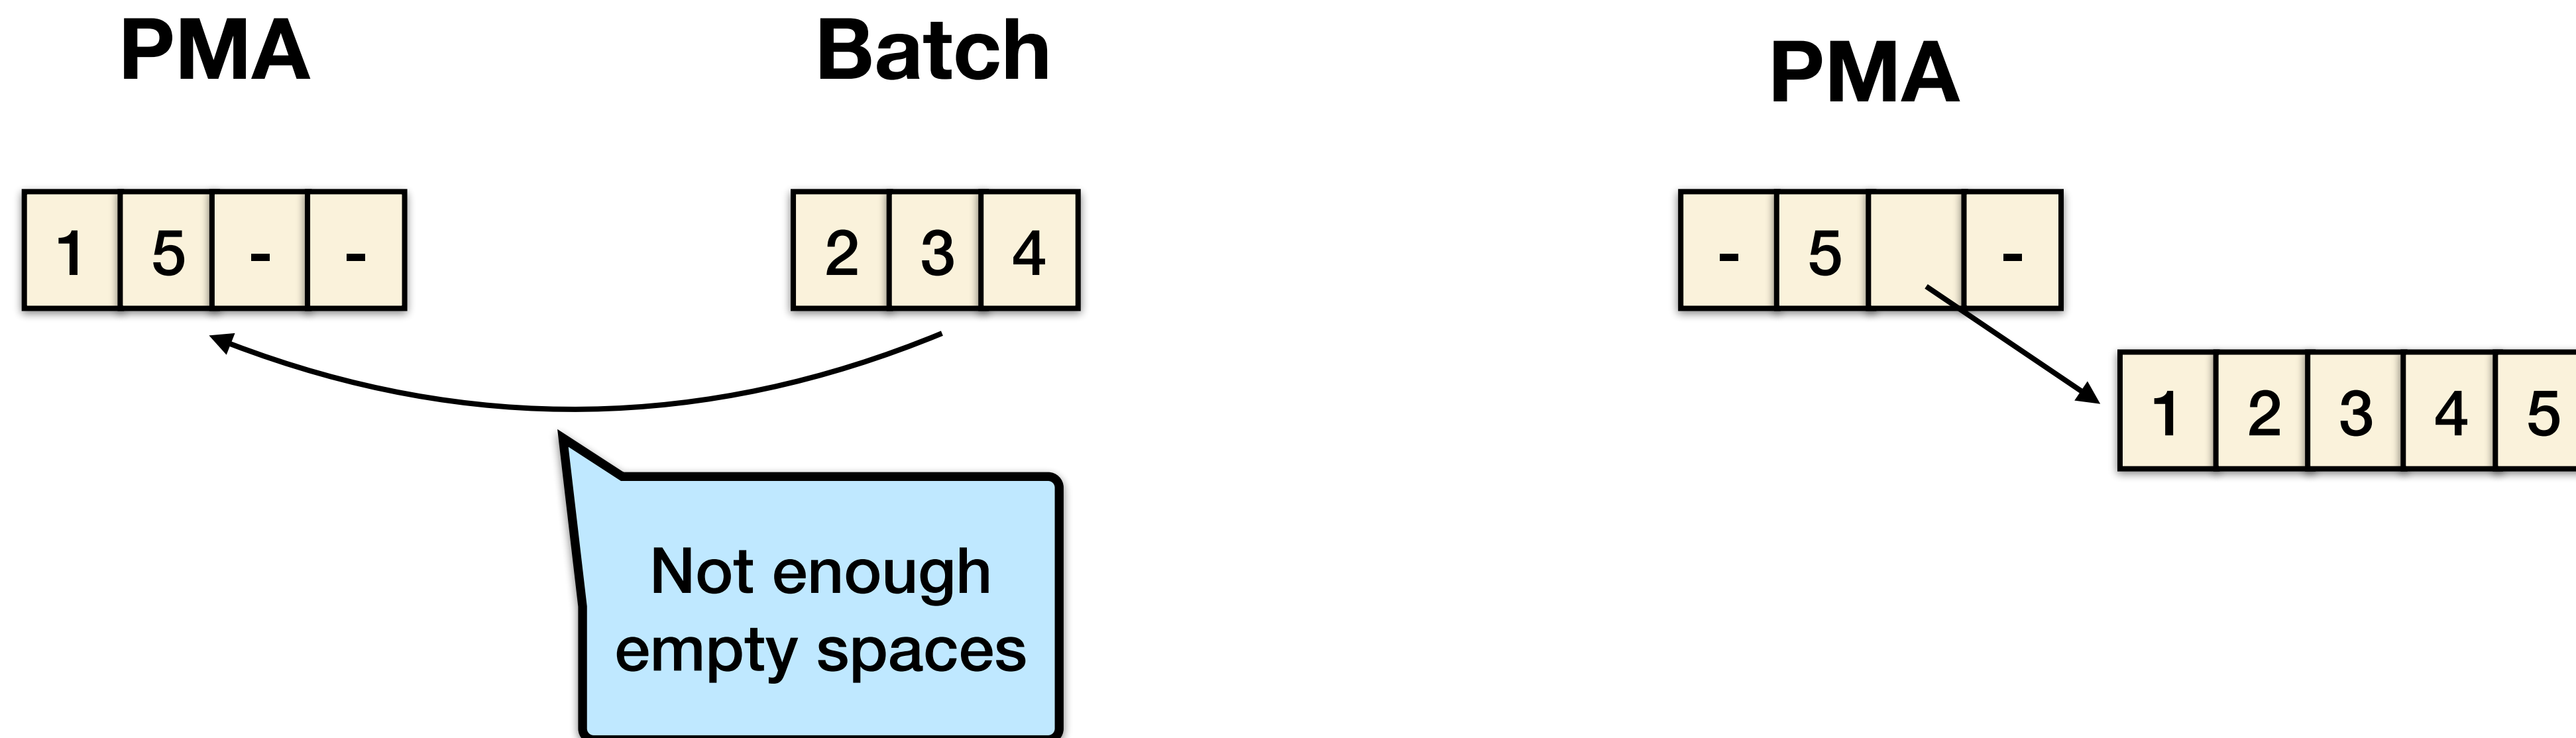 PMA
Batch
PMA
1 5 - -
2 3 4
- 5 -
1 2 3 4 5
Not enough
empty spaces